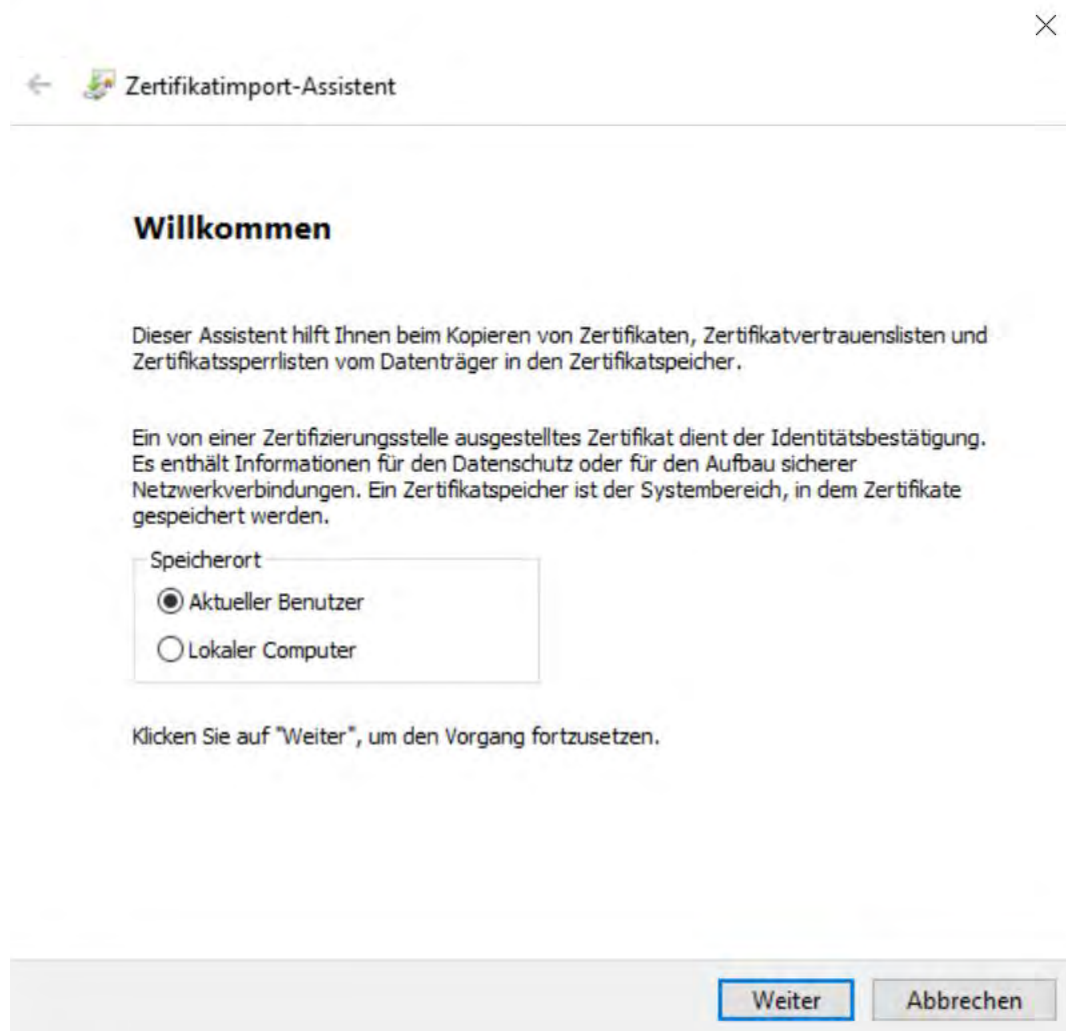 Zertifikatimport-Assistent
Willkommen
Dieser Assistent hilft Ihnen beim Kopieren von Zertifikaten, Zertifikatvertrauenslisten und
Zertifikatssperrlisten vom Datenträger in den Zertifikatspeicher.
Ein von einer Zertifizierungsstelle ausgestelltes Zertifikat dient der Identitätsbestätigung.
Es enthält Informationen für den Datenschutz oder für den Aufbau sicherer
Netzwerkverbindungen. Ein Zertifikatspeicher ist der Systembereich, in dem Zertifikate
gespeichert werden.
Speicherort
Aktueller Benutzer
Lokaler Computer
Klicken Sie auf "Weiter", um den Vorgang fortzusetzen.
Weiter Abbrechen